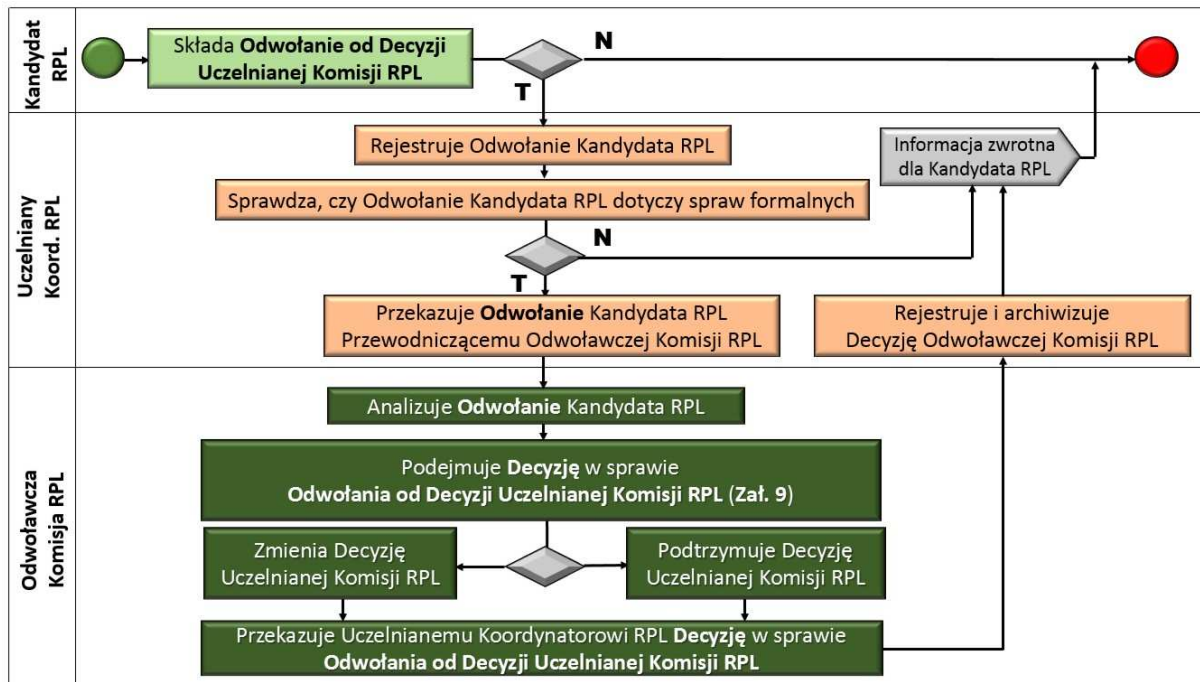 Kandydat
RPL
Składa Odwołanie od Decyzji
Uczelnianej Komisji RPL
N
T
Uczelniany
Koord. RPL
Rejestruje Odwołanie Kandydata RPL
Informacja zwrotna
dla Kandydata RPL
Sprawdza, czy Odwołanie Kandydata RPL dotyczy spraw formalnych
N
T
Przekazuje Odwołanie Kandydata RPL
Przewodniczącemu Odwoławczej Komisji RPL
Rejestruje i archiwizuje
Decyzję Odwoławczej Komisji RPL
Odwoławcza
Komisja RPL
Analizuje Odwołanie Kandydata RPL
Podejmuje Decyzję w sprawie
Odwołania od Decyzji Uczelnianej Komisji RPL (Zał. 9)
Zmienia Decyzję
Uczelnianej Komisji RPL
Podtrzymuje Decyzję
Uczelnianej Komisji RPL
Przekazuje Uczelnianemu Koordynatorowi RPL Decyzję w sprawie
Odwołania od Decyzji Uczelnianej Komisji RPL